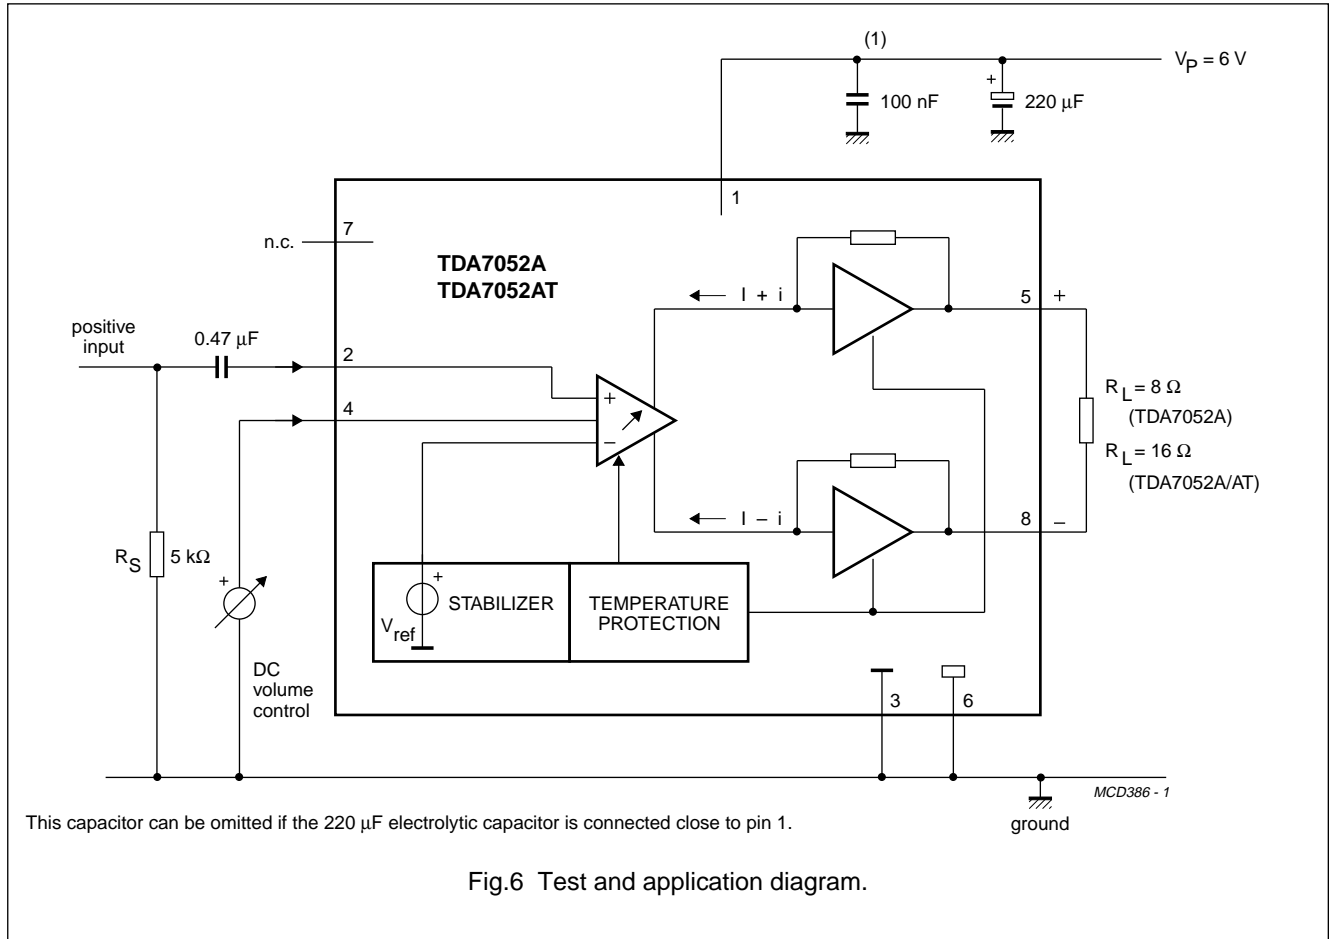 (1)
V_P = 6 V
+
100 nF
220 μF
1
7
n.c.
TDA7052A
TDA7052AT
I + i
5
+
positive
input
0.47 μF
2
+
4
−
R_L = 8 Ω
(TDA7052A)
R_L = 16 Ω
(TDA7052A/AT)
I − i
8
−
R_S
5 kΩ
+
+
V_ref
STABILIZER
TEMPERATURE
PROTECTION
DC
volume
control
3
6
MCD386 - 1
This capacitor can be omitted if the 220 μF electrolytic capacitor is connected close to pin 1.
ground
Fig.6 Test and application diagram.